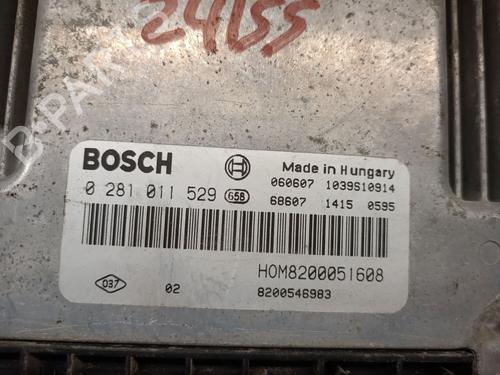 24155
B-PARTS
BOSCH
Made in Hungary
0 281 011 529 658
060607 1039S10914
68607 1415 0595
HOM8200051608
037
02
8200546983